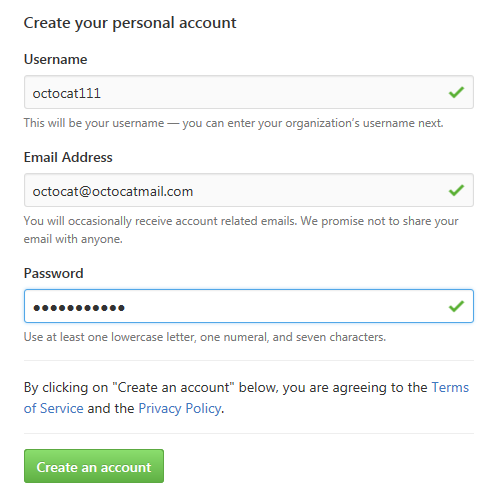 Create your personal account
Username
octocat111
This will be your username — you can enter your organization's username next.
Email Address
octocat@octocatmail.com
You will occasionally receive account related emails. We promise not to share your
email with anyone.
Password
●●●●●●●●●●●
Use at least one lowercase letter, one numeral, and seven characters.
By clicking on "Create an account" below, you are agreeing to the Terms
of Service and the Privacy Policy.
Create an account